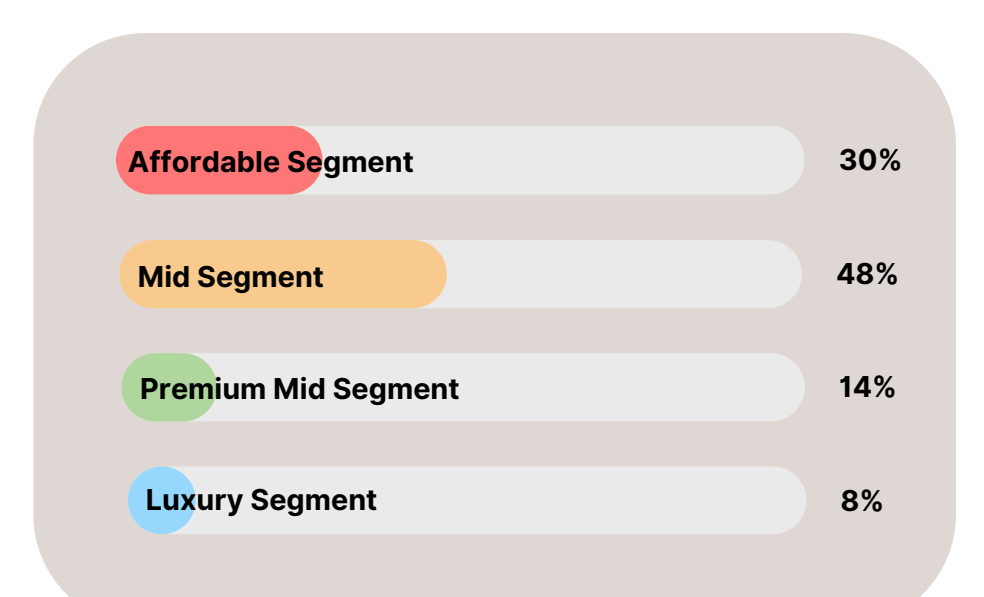 Affordable Segment 30%
Mid Segment 48%
Premium Mid Segment 14%
Luxury Segment 8%